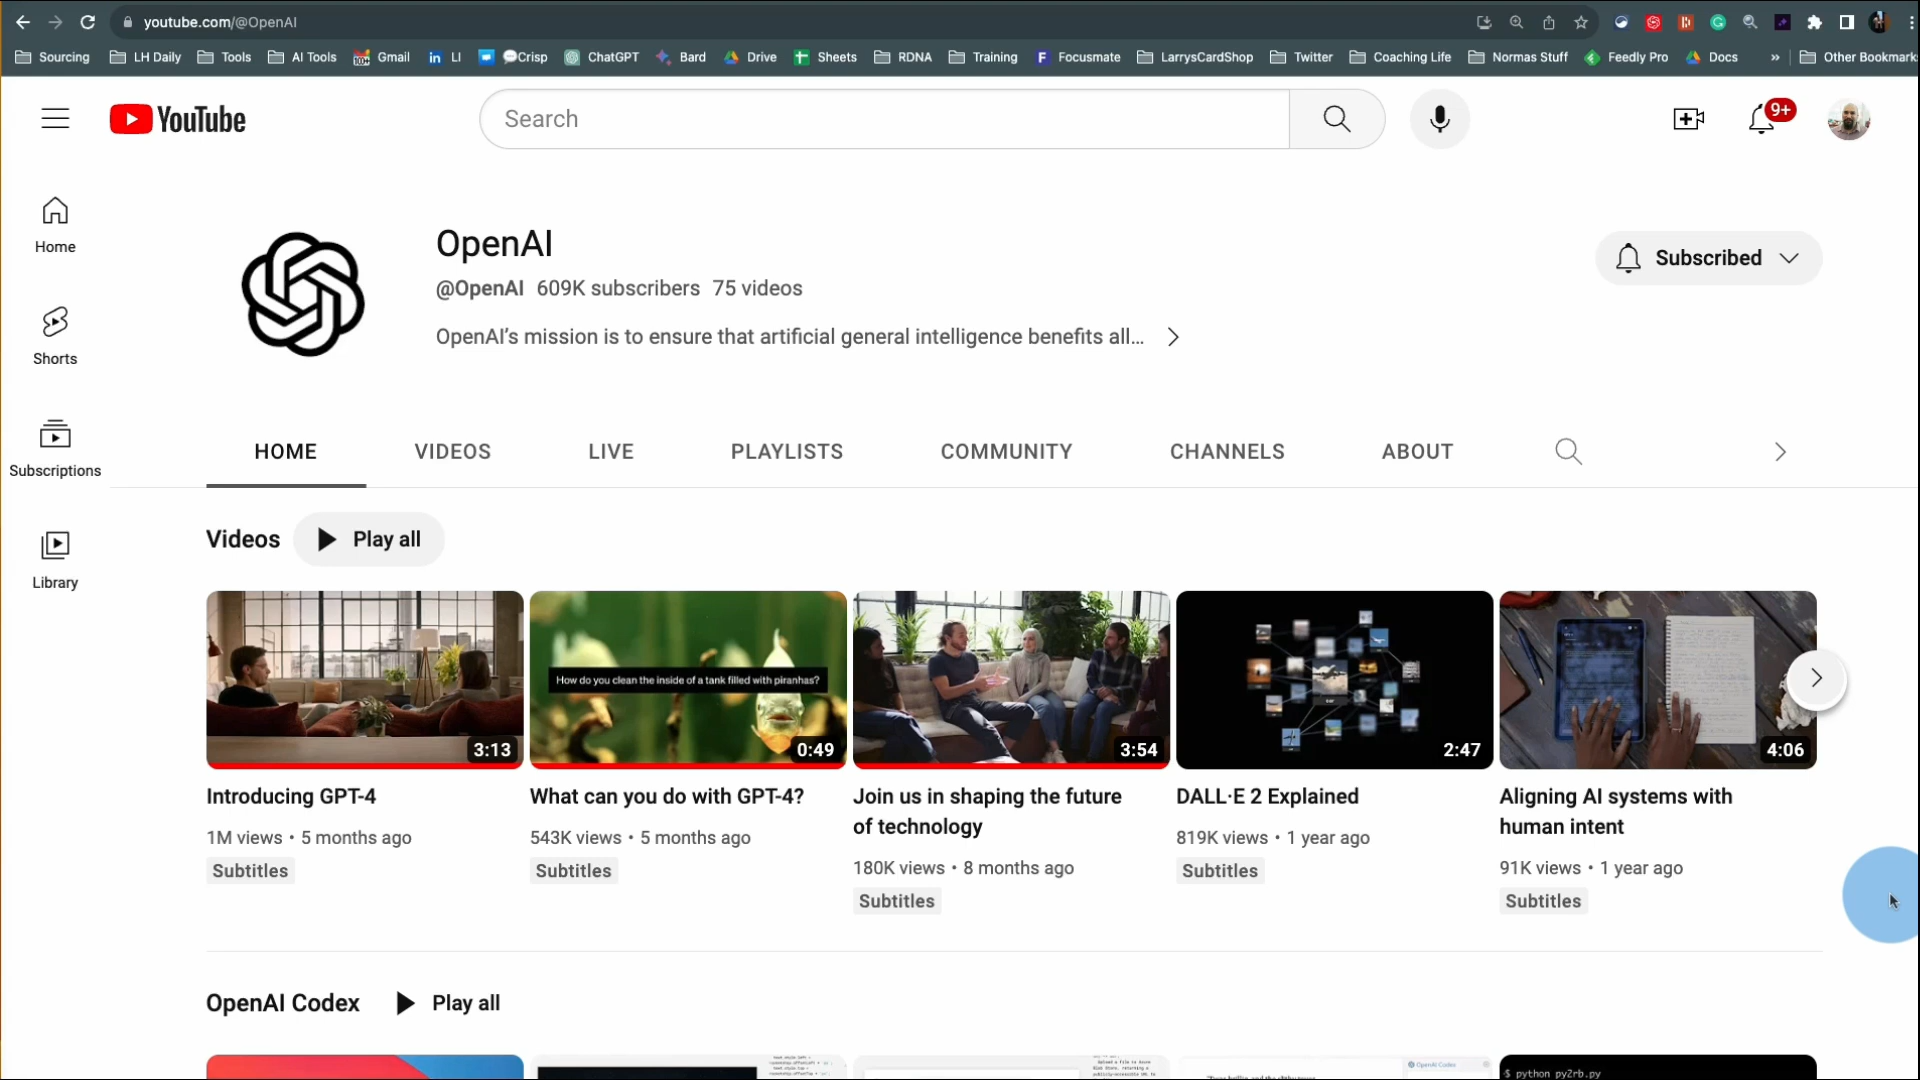 youtube.com/@OpenAI
Sourcing LH Daily Tools AI Tools Gmail LI Crisp ChatGPT Bard Drive Sheets RDNA Training Focusmate LarrysCardShop Twitter Coaching Life Normas Stuff Feedly Pro Docs » Other Bookmarks
YouTube
Search
9+
Home
Shorts
Subscriptions
Library
OpenAI
@OpenAI 609K subscribers 75 videos
OpenAI’s mission is to ensure that artificial general intelligence benefits all...
Subscribed
HOME VIDEOS LIVE PLAYLISTS COMMUNITY CHANNELS ABOUT
Videos Play all
How do you clean the inside of a tank filled with piranhas?
3:13 0:49 3:54 2:47 4:06
Introducing GPT-4
1M views • 5 months ago
Subtitles
What can you do with GPT-4?
543K views • 5 months ago
Subtitles
Join us in shaping the future
of technology
180K views • 8 months ago
Subtitles
DALL·E 2 Explained
819K views • 1 year ago
Subtitles
Aligning AI systems with
human intent
91K views • 1 year ago
Subtitles
OpenAI Codex Play all
OpenAI Codex
$ python py2rb.py